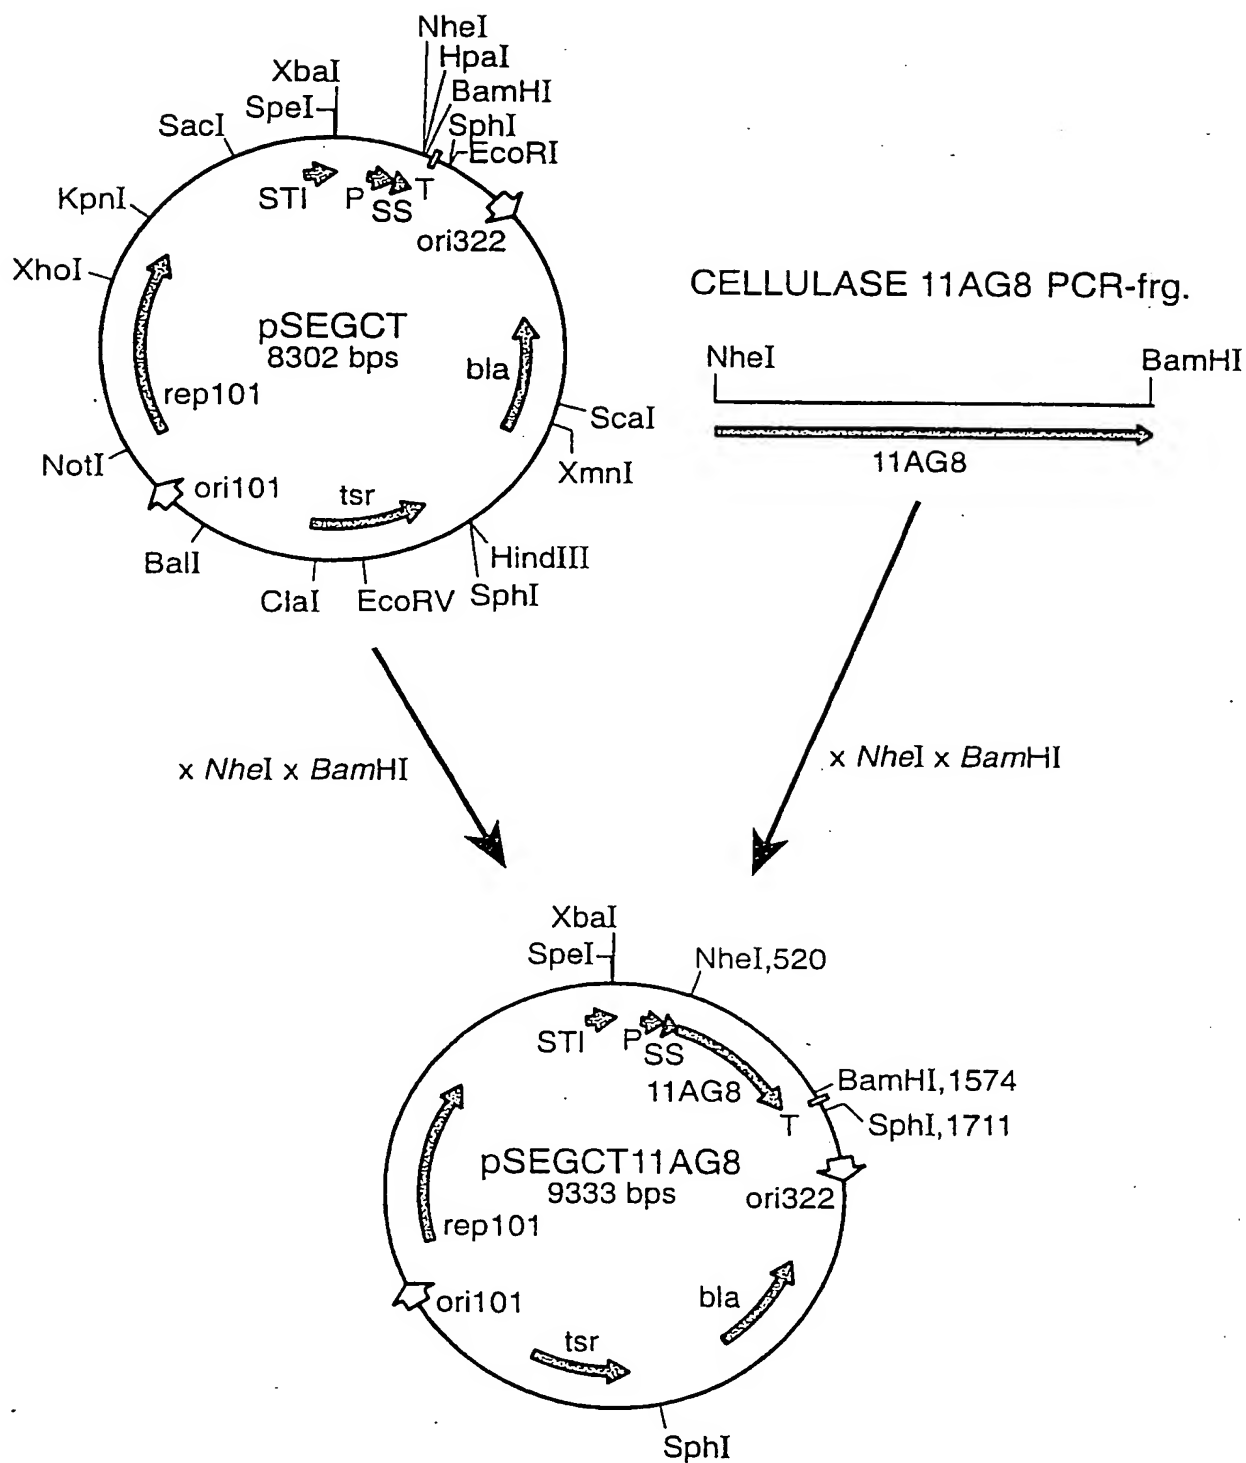 NheI
HpaI
BamHI
SphI
EcoRI
XbaI
SpeI
SacI
KpnI
XhoI
NotI
BalI
ClaI
EcoRV
SphI
HindIII
XmnI
ScaI
STI
P
SS
T
ori322
bla
tsr
ori101
rep101
pSEGCT
8302 bps
CELLULASE 11AG8 PCR-frg.
NheI
BamHI
11AG8
x NheI x BamHI
x NheI x BamHI
XbaI
SpeI
NheI,520
BamHI,1574
SphI,1711
STI
P
SS
11AG8
T
ori322
pSEGCT11AG8
9333 bps
rep101
ori101
bla
tsr
SphI